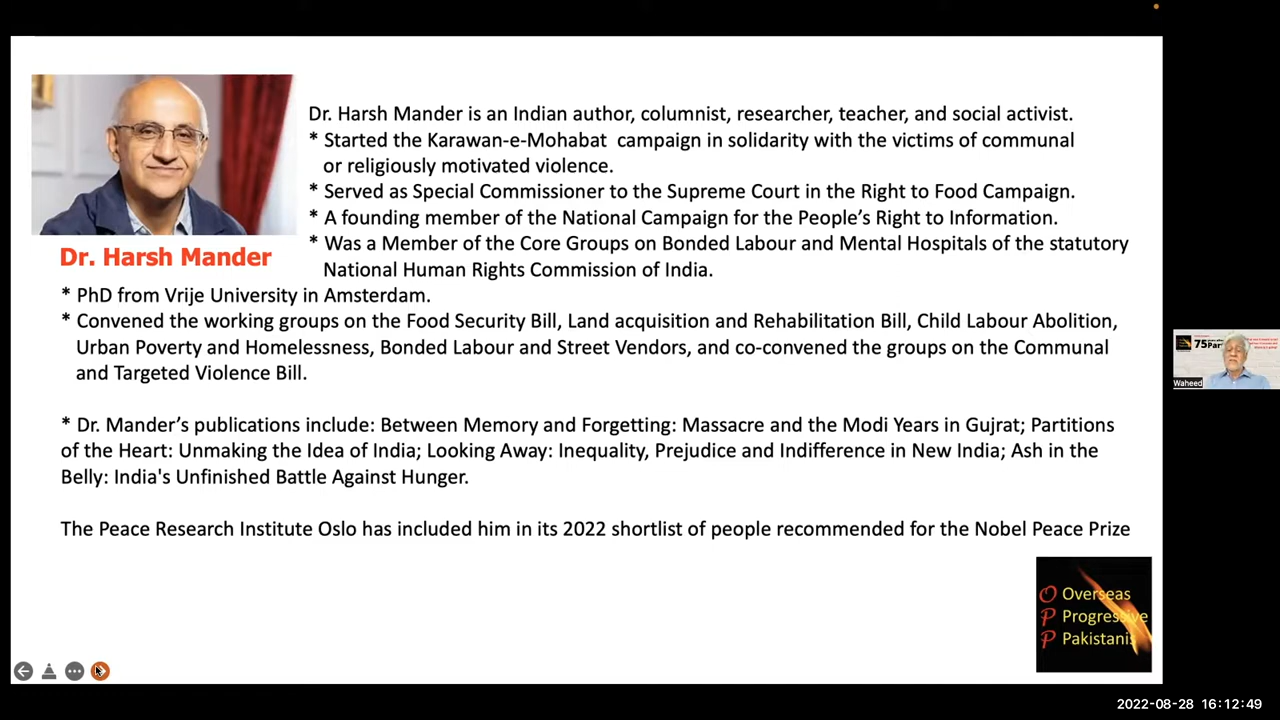 Dr. Harsh Mander is an Indian author, columnist, researcher, teacher, and social activist.
* Started the Karawan-e-Mohabat campaign in solidarity with the victims of communal
or religiously motivated violence.
* Served as Special Commissioner to the Supreme Court in the Right to Food Campaign.
* A founding member of the National Campaign for the People’s Right to Information.
* Was a Member of the Core Groups on Bonded Labour and Mental Hospitals of the statutory
National Human Rights Commission of India.
Dr. Harsh Mander
* PhD from Vrije University in Amsterdam.
* Convened the working groups on the Food Security Bill, Land acquisition and Rehabilitation Bill, Child Labour Abolition,
Urban Poverty and Homelessness, Bonded Labour and Street Vendors, and co-convened the groups on the Communal
and Targeted Violence Bill.
* Dr. Mander’s publications include: Between Memory and Forgetting: Massacre and the Modi Years in Gujrat; Partitions
of the Heart: Unmaking the Idea of India; Looking Away: Inequality, Prejudice and Indifference in New India; Ash in the
Belly: India's Unfinished Battle Against Hunger.
The Peace Research Institute Oslo has included him in its 2022 shortlist of people recommended for the Nobel Peace Prize
O Overseas
P Progressive
P Pakistanis
75
Waheed
2022-08-28 16:12:49